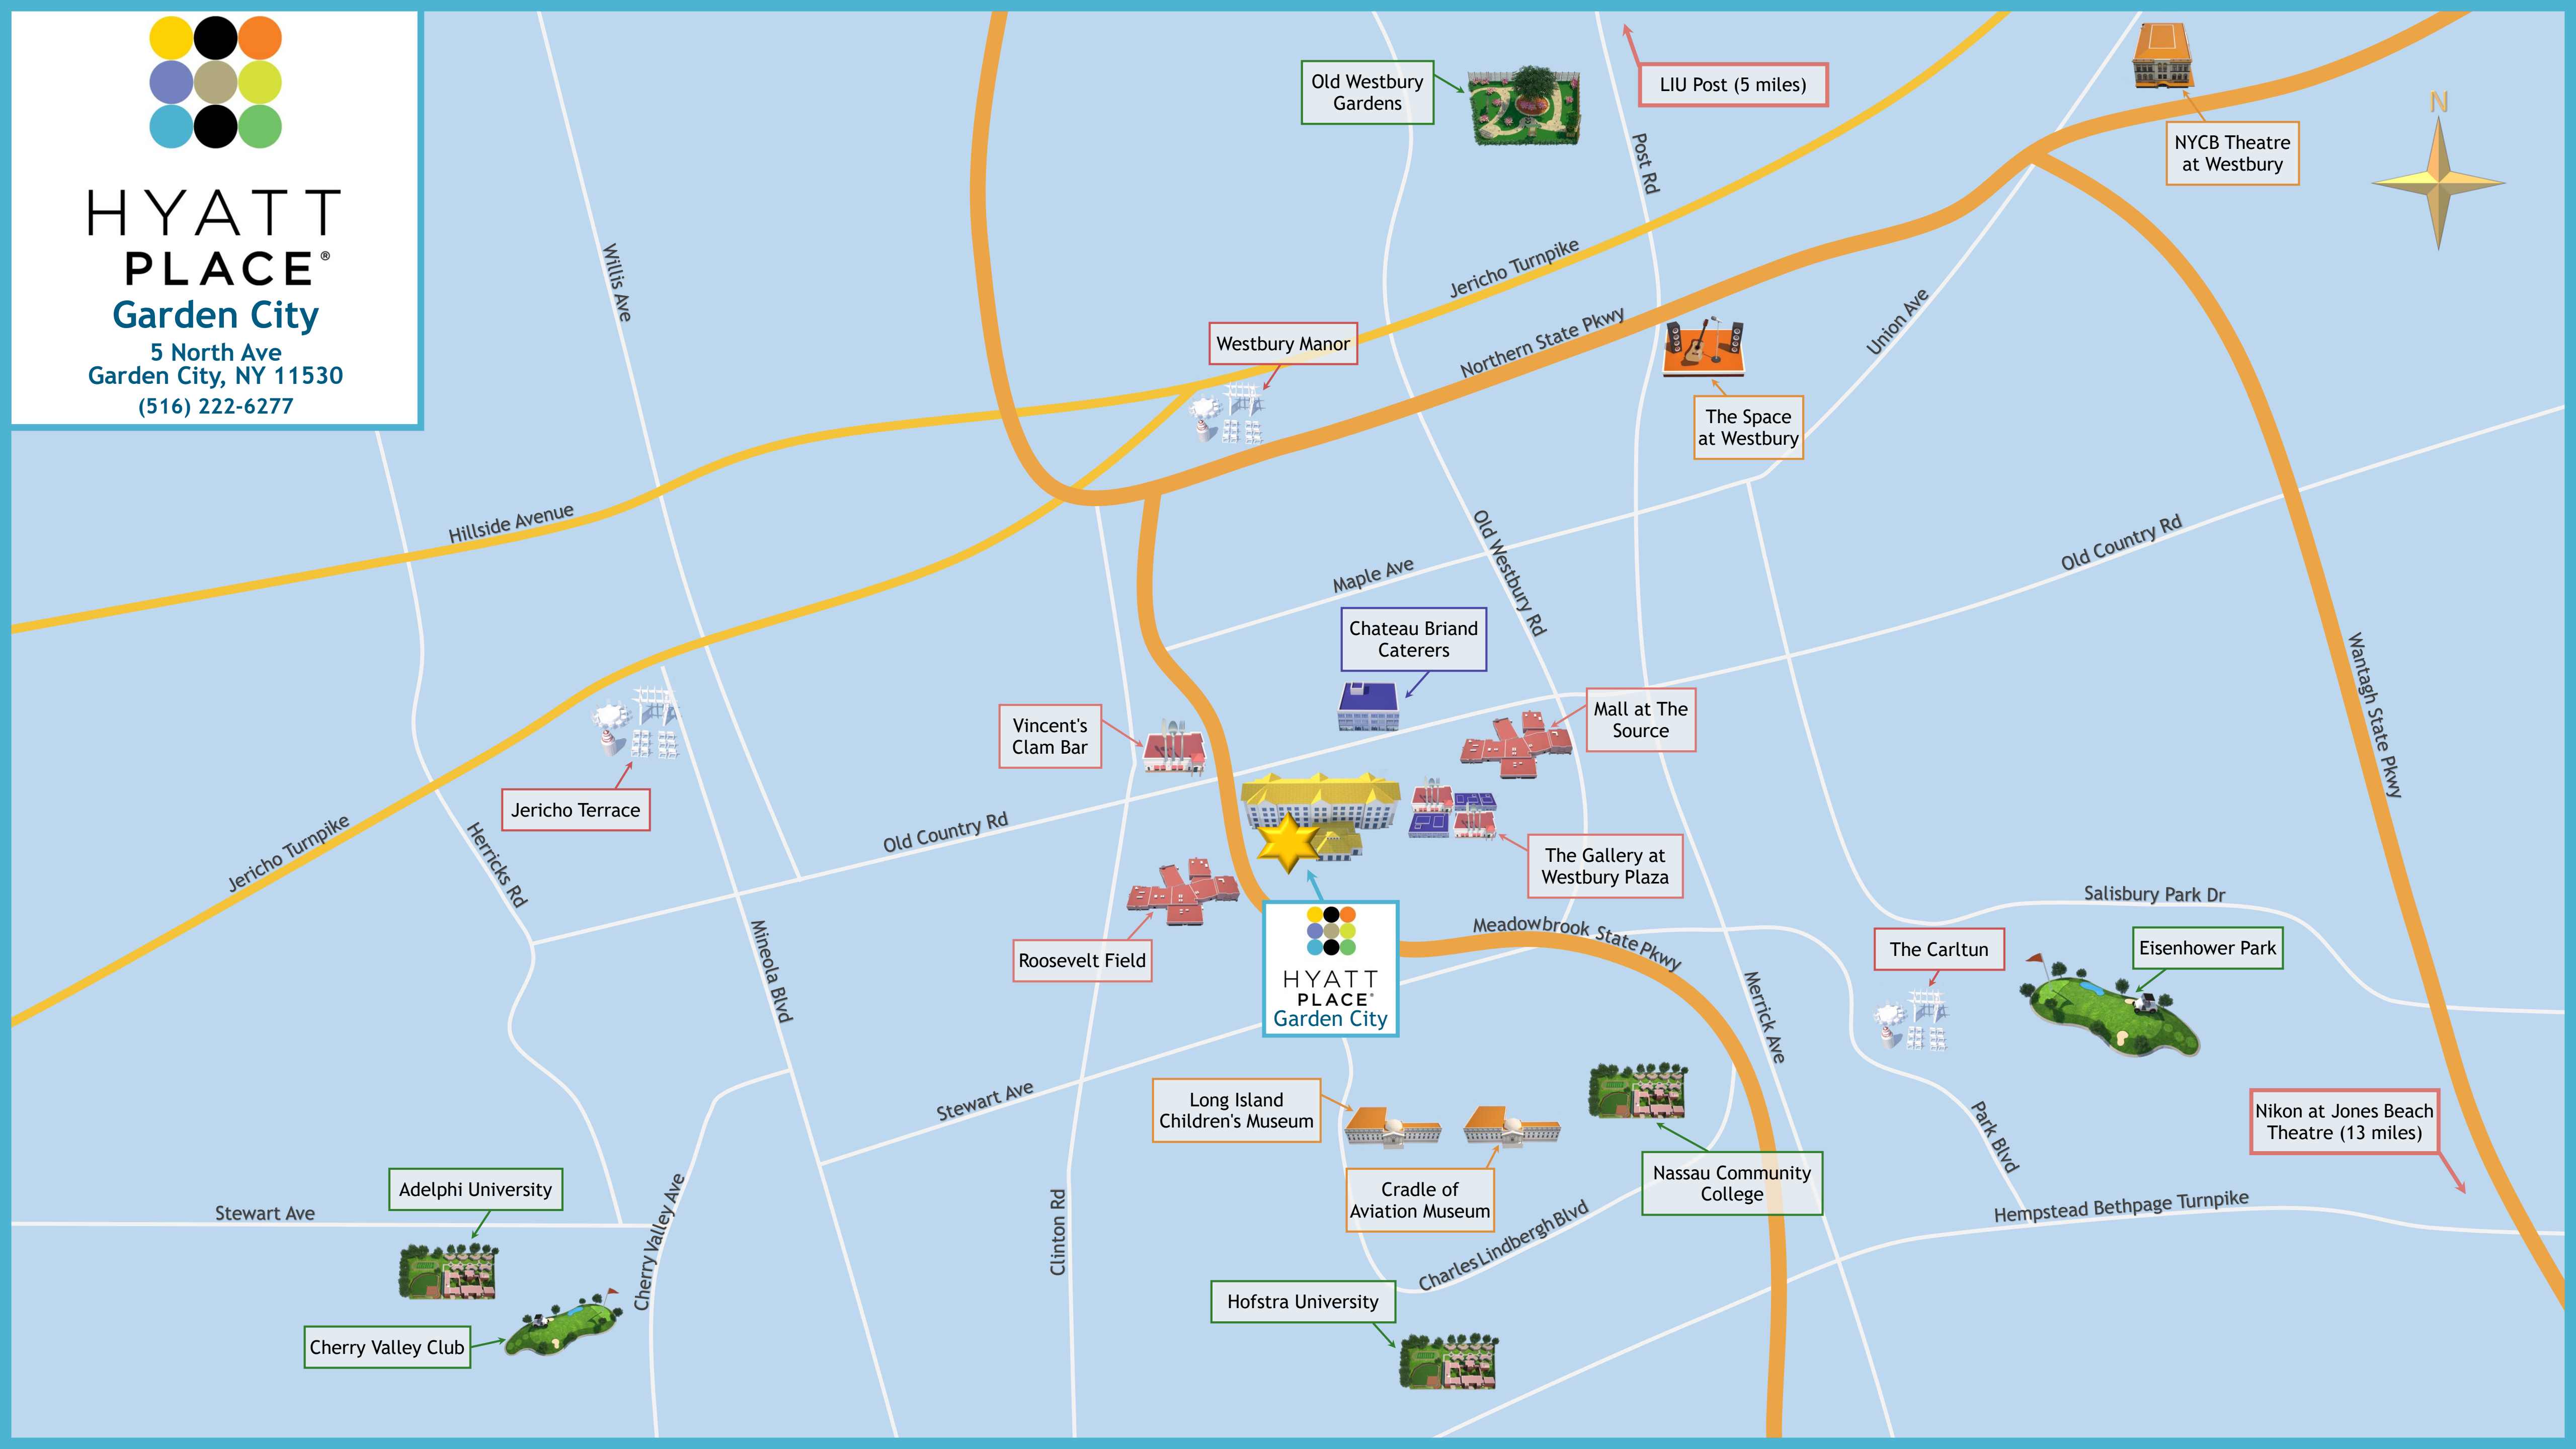 HYATT
PLACE®
Garden City
5 North Ave
Garden City, NY 11530
(516) 222-6277
Old Westbury
Gardens
LIU Post (5 miles)
N
NYCB Theatre
at Westbury
Post Rd
Willis Ave
Jericho Turnpike
Westbury Manor
Northern State Pkwy
Union Ave
The Space
at Westbury
Hillside Avenue
Old Westbury Rd
Old Country Rd
Maple Ave
Chateau Briand
Caterers
Wantagh State Pkwy
Vincent's
Clam Bar
Mall at The
Source
Jericho Terrace
Jericho Turnpike
Herricks Rd
Old Country Rd
The Gallery at
Westbury Plaza
Salisbury Park Dr
Mineola Blvd
Roosevelt Field
HYATT
PLACE®
Garden City
Meadowbrook State Pkwy
Merrick Ave
The Carltun
Eisenhower Park
Stewart Ave
Long Island
Children's Museum
Cradle of
Aviation Museum
Nassau Community
College
Park Blvd
Nikon at Jones Beach
Theatre (13 miles)
Adelphi University
Stewart Ave
Cherry Valley Ave
Clinton Rd
Charles Lindbergh Blvd
Hempstead Bethpage Turnpike
Hofstra University
Cherry Valley Club